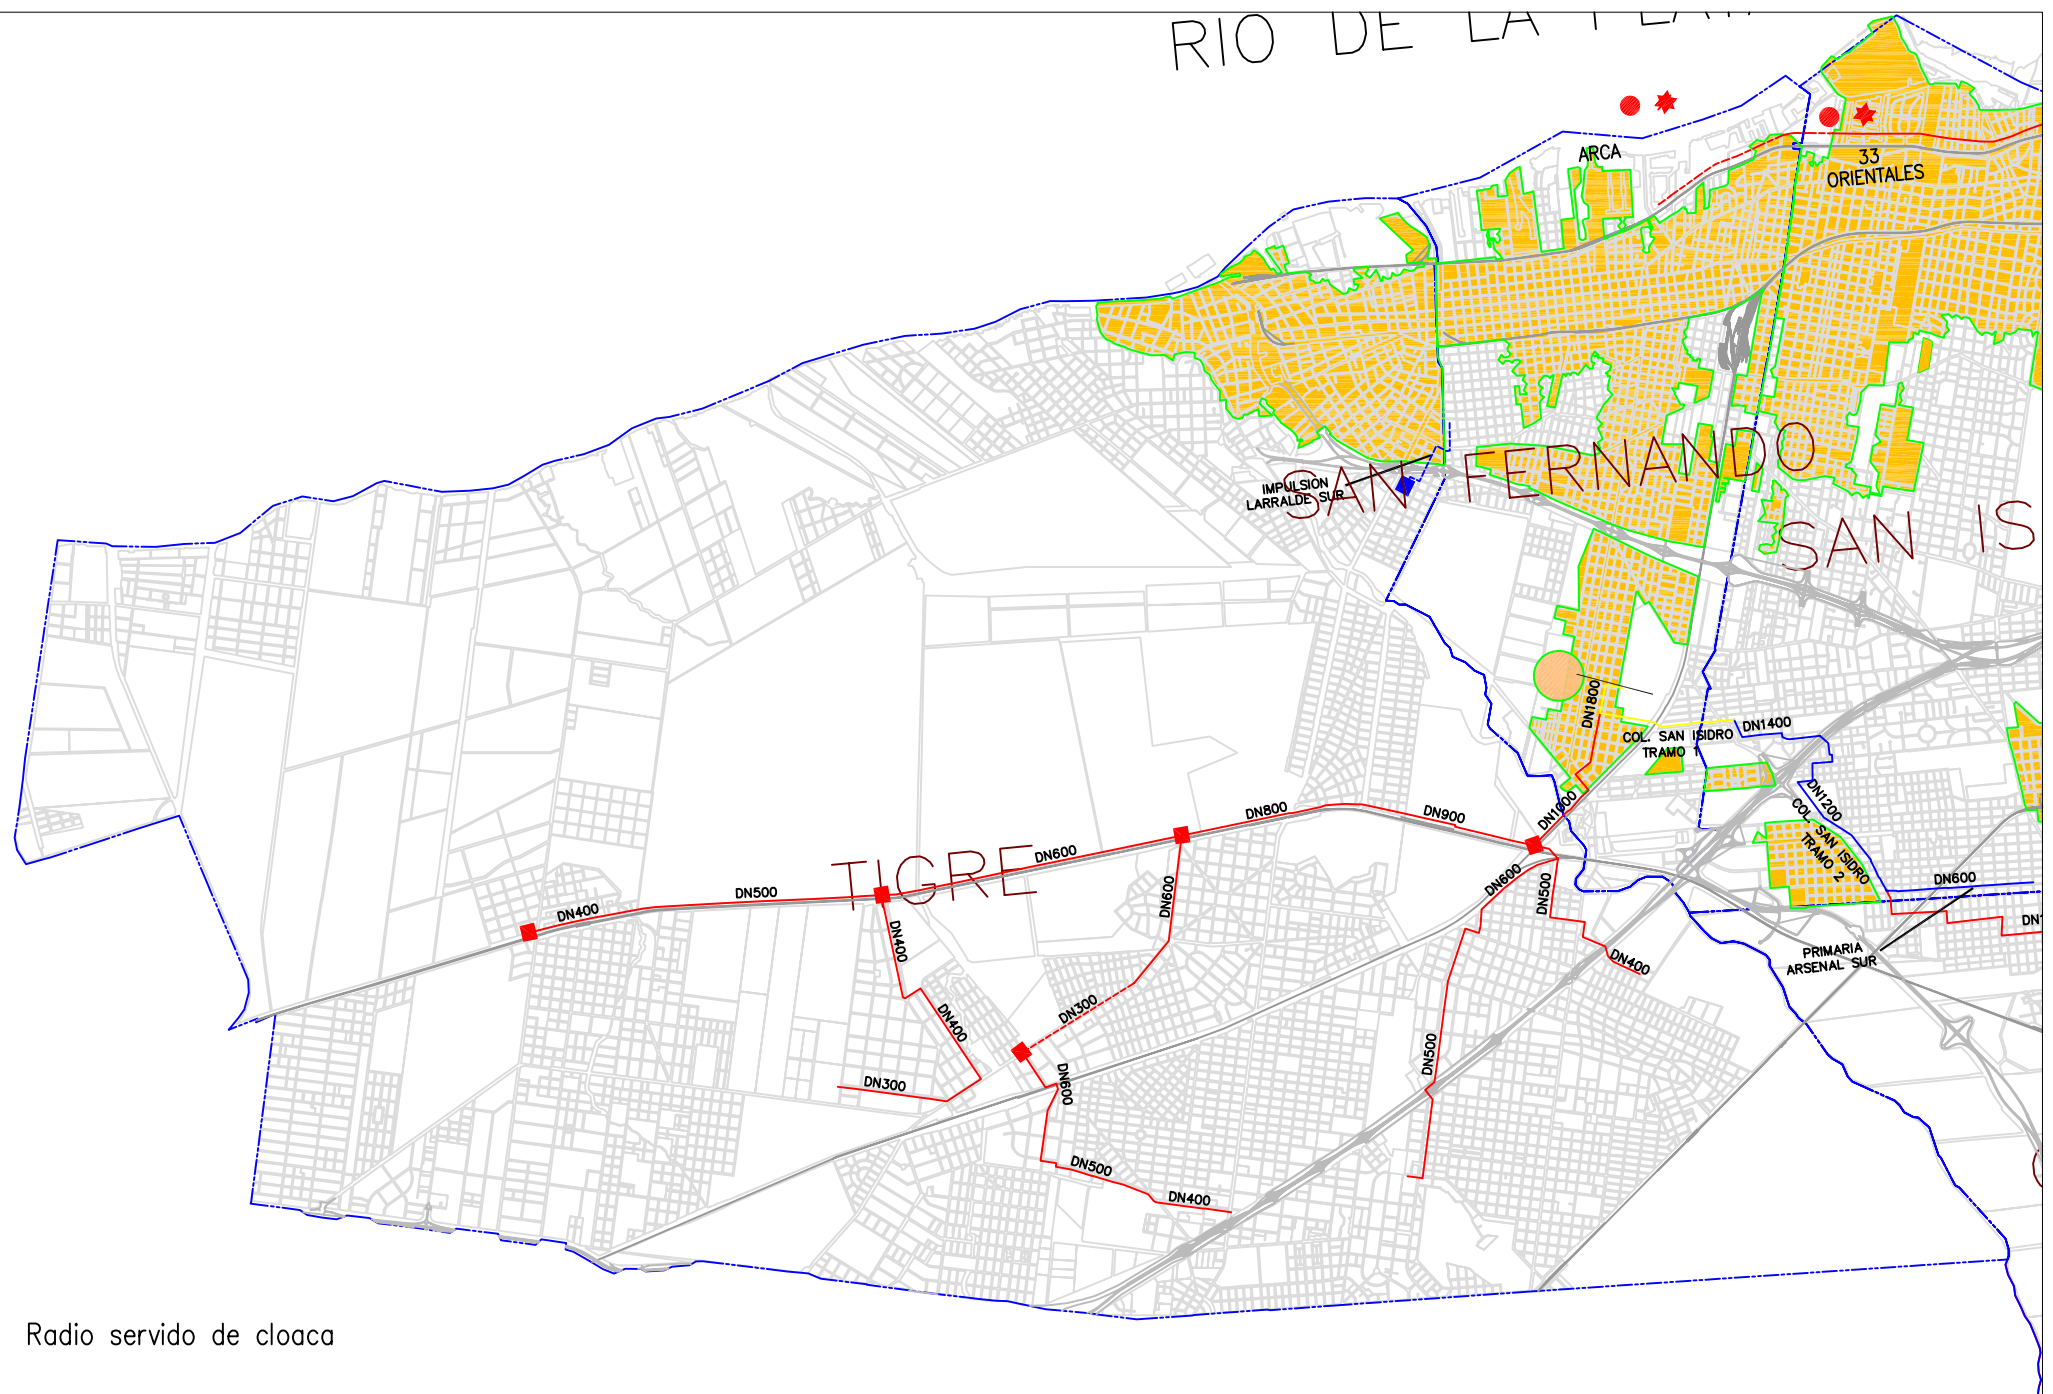 RIO DE LA
ARCA
33
ORIENTALES
SAN FERNANDO
IMPULSION
LARRALDE SUR
SAN IS
DN1800
DN1400
COL. SAN ISIDRO
TRAMO 1
DN1200
COL. SAN ISIDRO
TRAMO 2
DN1000
DN900
DN800
DN600
TIGRE
DN600
DN500
DN400
DN600
DN500
DN600
DN400
DN400
PRIMARIA
ARSENAL SUR
DN1
DN400
DN300
DN300
DN600
DN500
DN500
DN400
Radio servido de cloaca